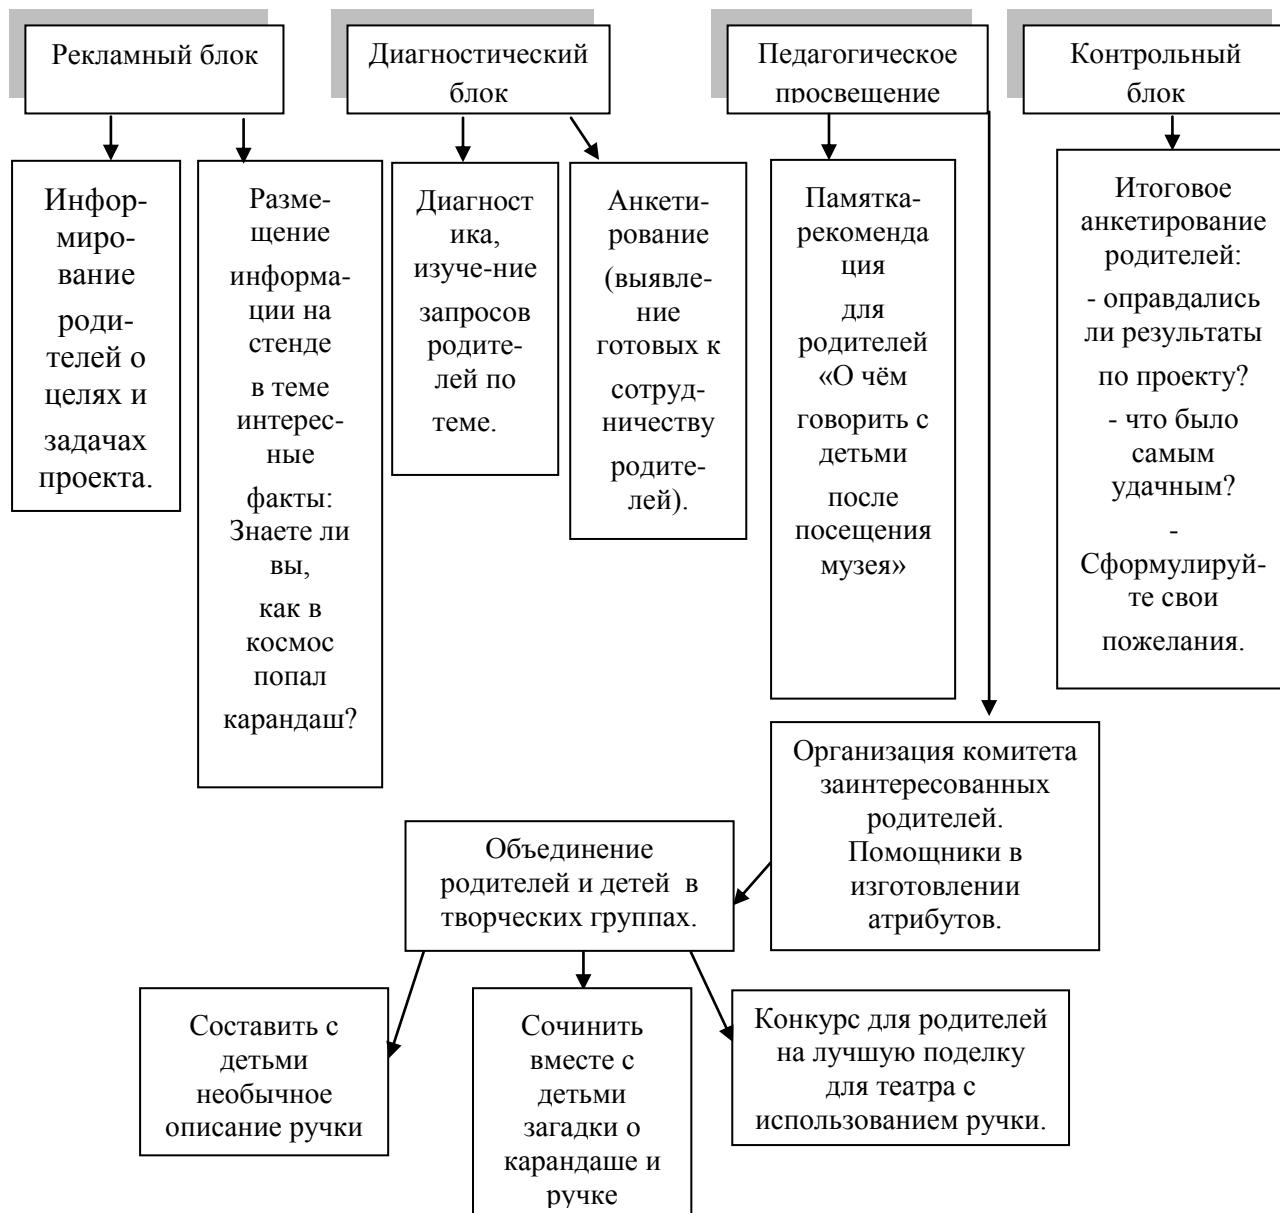 Рекламный блок
Диагностический
блок
Педагогическое
просвещение
Контрольный
блок
Инфор-
миро-
вание
роди-
телей о
целях и
задачах
проекта.
Разме-
щение
информа-
ции на
стенде
в теме
интерес-
ные
факты:
Знаете ли
вы,
как в
космос
попал
карандаш?
Диагност
ика,
изуче-ние
запросов
родите-
лей по
теме.
Анкети-
рование
(выявле-
ние
готовых к
сотруд-
ничеству
родите-
лей).
Памятка-
рекоменда
ция
для
родителей
«О чём
говорить с
детьми
после
посещения
музея»
Итоговое
анкетирование
родителей:
- оправдались
ли результаты
по проекту?
- что было
самым
удачным?
-
Сформулируй-
те свои
пожелания.
Организация комитета
заинтересованных
родителей.
Помощники в
изготовлении
атрибутов.
Объединение
родителей и детей в
творческих группах.
Составить с
детьми
необычное
описание ручки
Сочинить
вместе с
детьми
загадки о
карандаше и
ручке
Конкурс для родителей
на лучшую поделку
для театра с
использованием ручки.